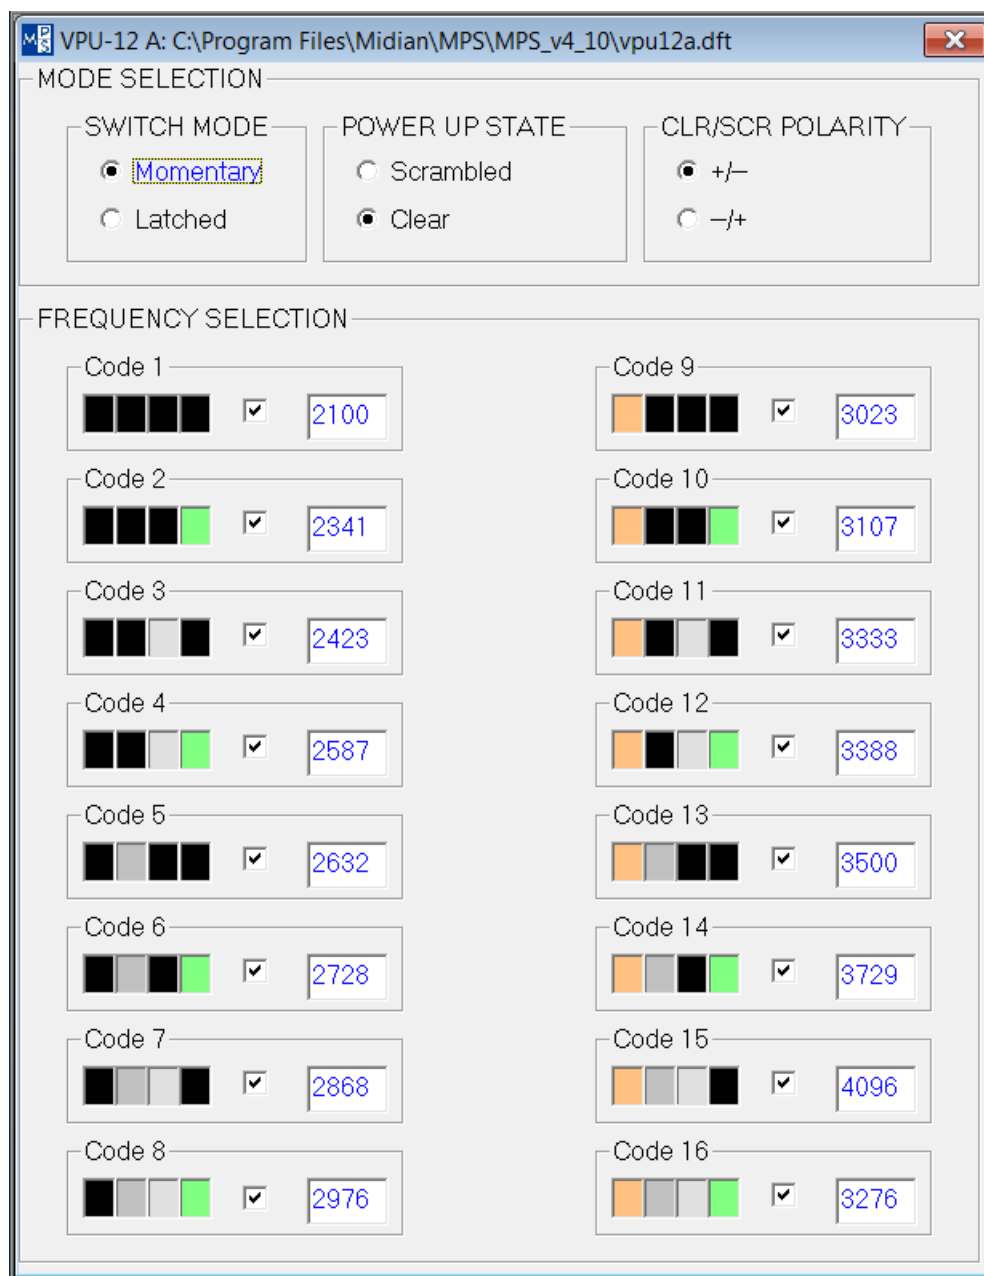 MPS VPU-12 A: C:\Program Files\Midian\MPS\MPS_v4_10\vpu12a.dft
MODE SELECTION
SWITCH MODE
Momentary
Latched
POWER UP STATE
Scrambled
Clear
CLR/SCR POLARITY
+/−
−/+
FREQUENCY SELECTION
Code 1
2100
Code 2
2341
Code 3
2423
Code 4
2587
Code 5
2632
Code 6
2728
Code 7
2868
Code 8
2976
Code 9
3023
Code 10
3107
Code 11
3333
Code 12
3388
Code 13
3500
Code 14
3729
Code 15
4096
Code 16
3276